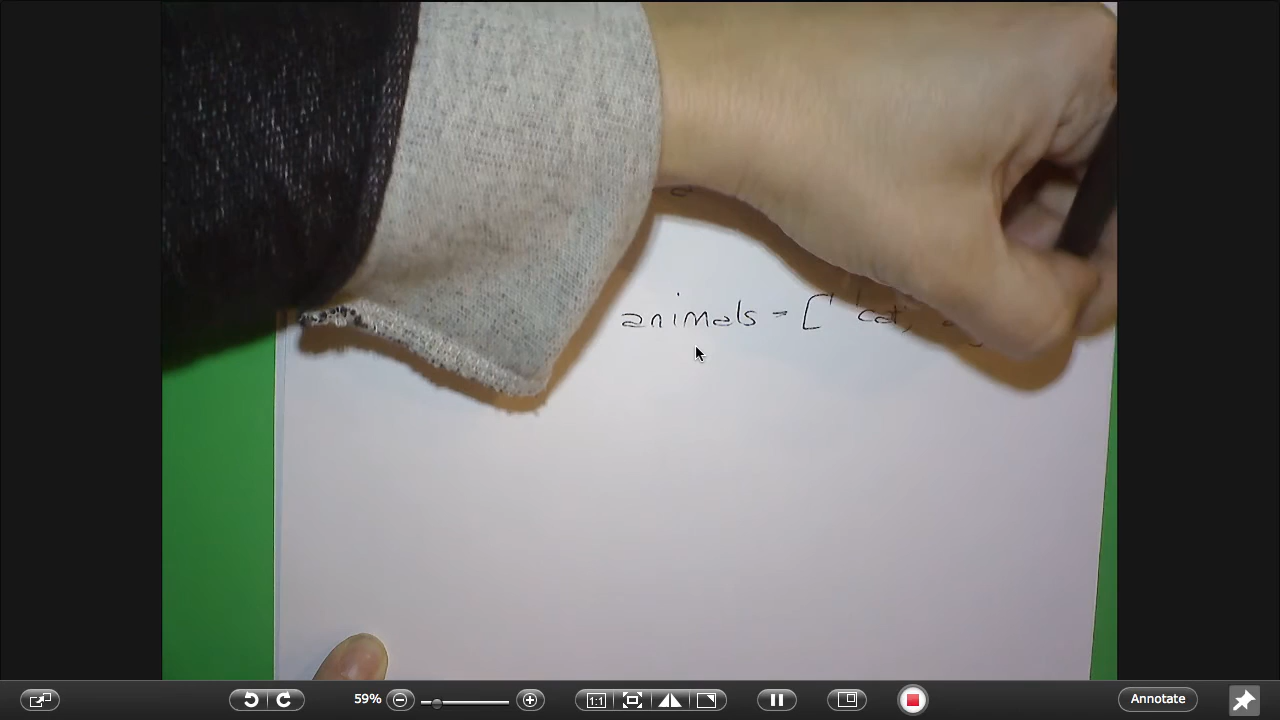 animals = ['cat',
59%
1:1
Annotate